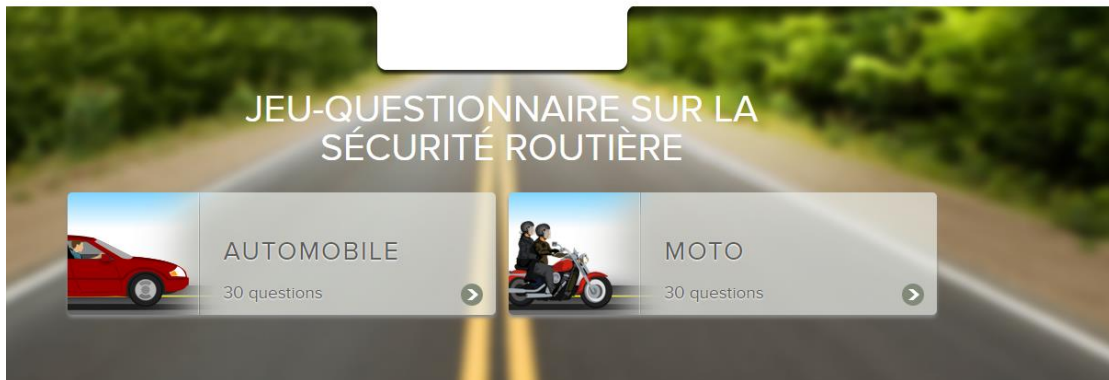 JEU-QUESTIONNAIRE SUR LA
SÉCURITÉ ROUTIÈRE
AUTOMOBILE
30 questions
MOTO
30 questions